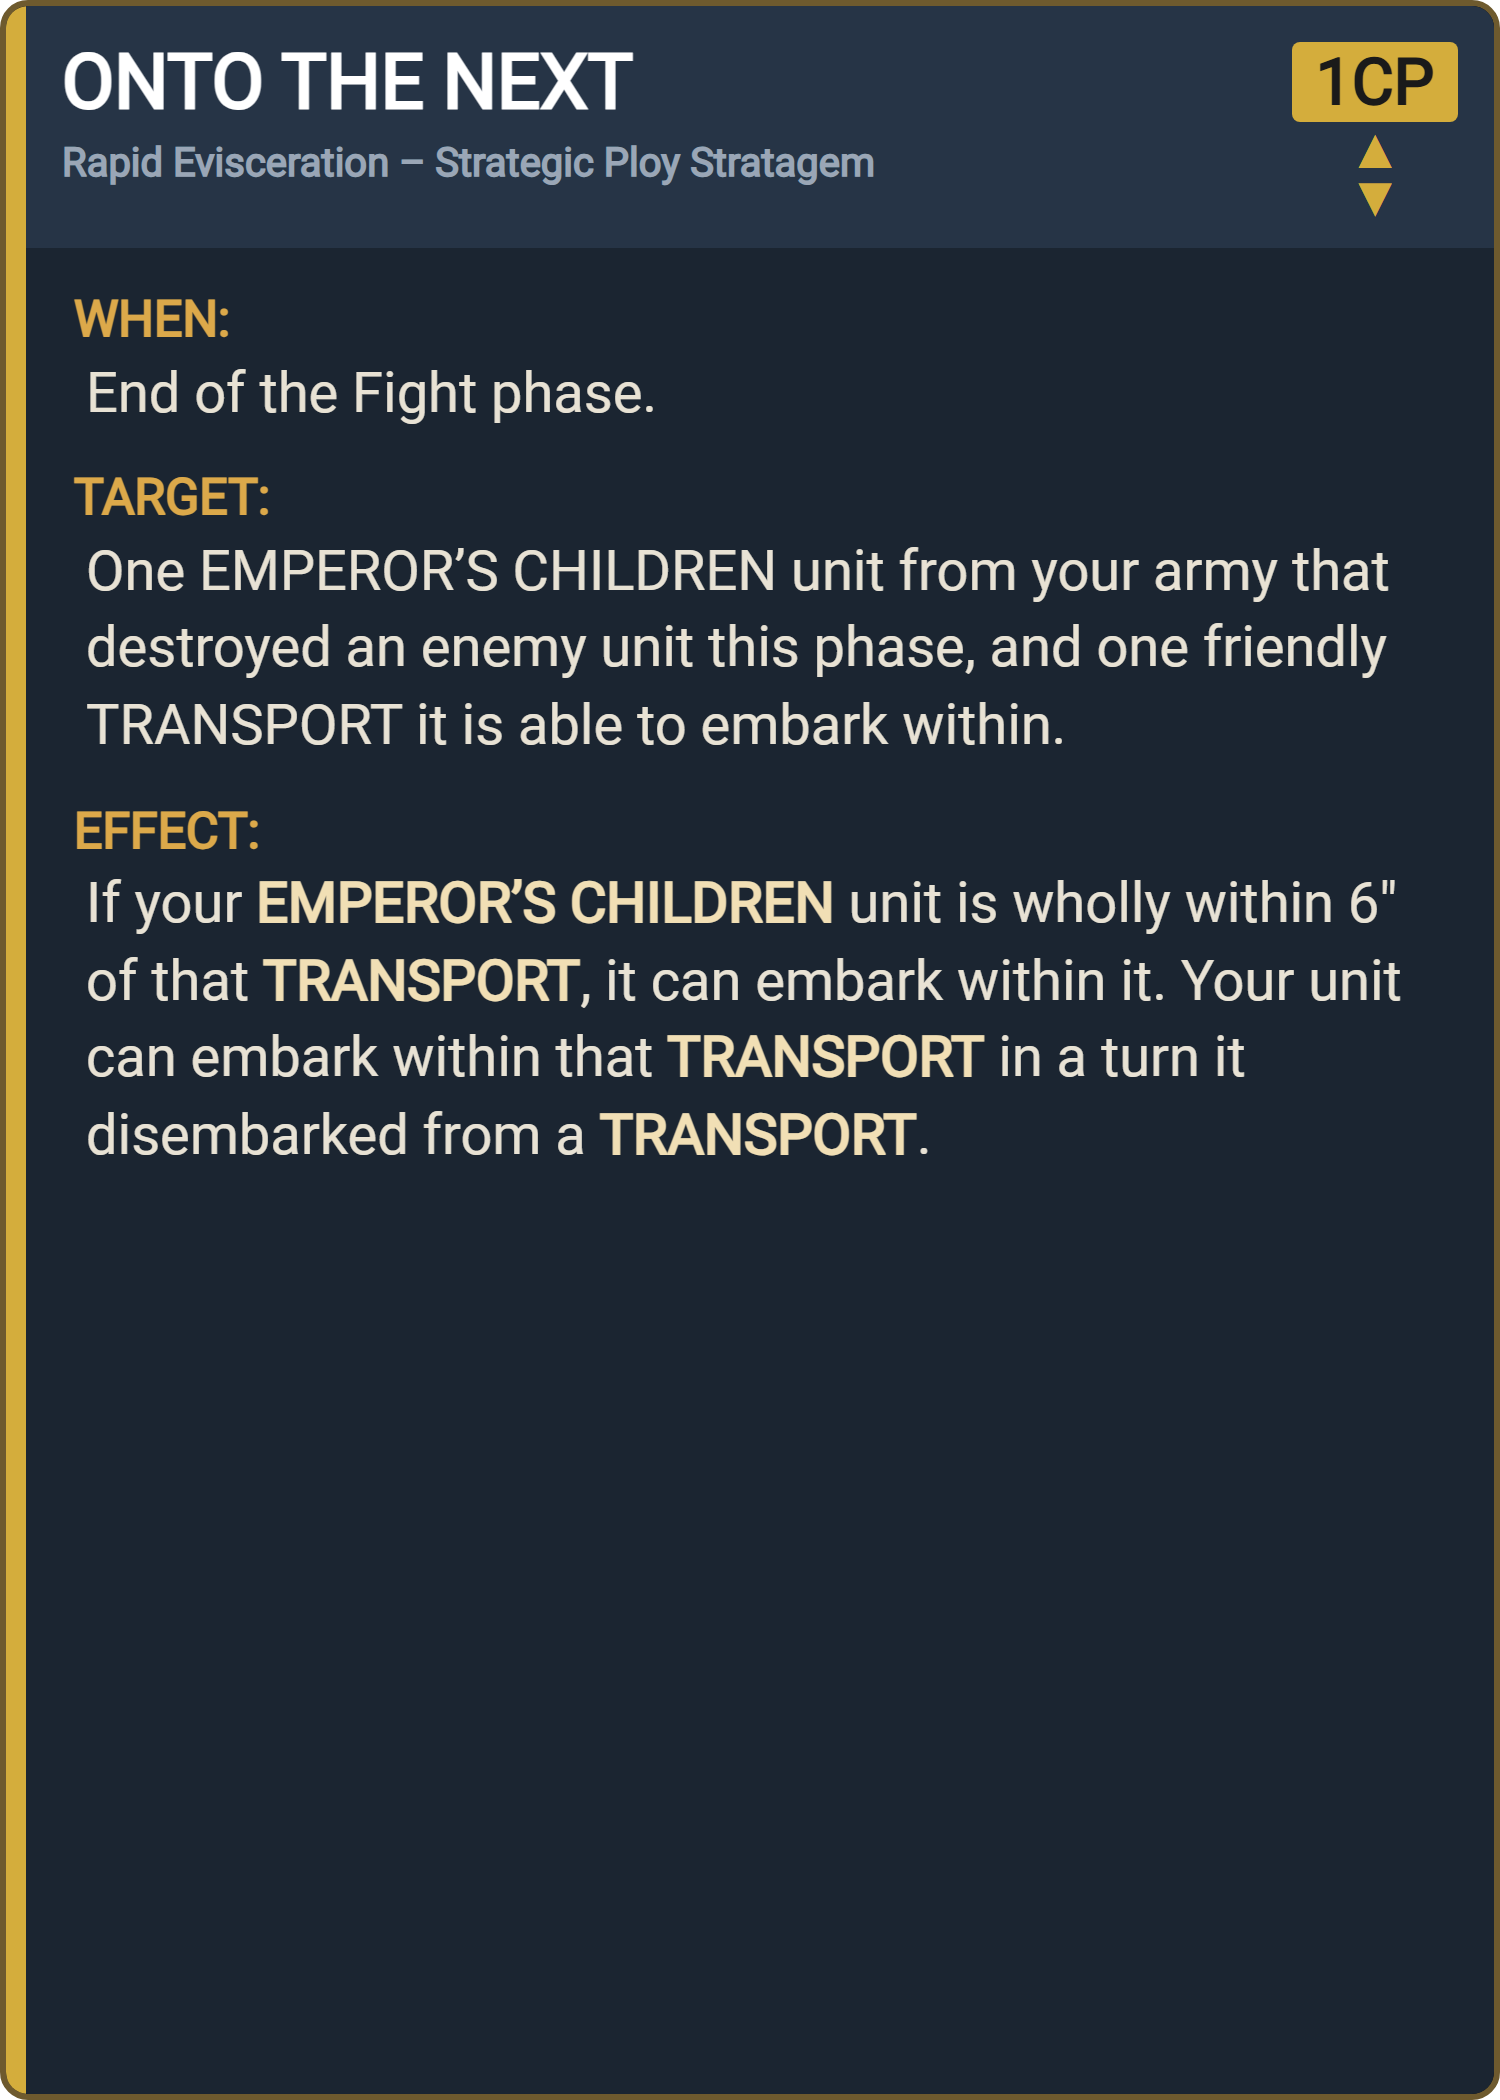 ONTO THE NEXT
1CP
Rapid Evisceration – Strategic Ploy Stratagem
▲
▼
WHEN:
End of the Fight phase.
TARGET:
One EMPEROR’S CHILDREN unit from your army that
destroyed an enemy unit this phase, and one friendly
TRANSPORT it is able to embark within.
EFFECT:
If your EMPEROR’S CHILDREN unit is wholly within 6"
of that TRANSPORT, it can embark within it. Your unit
can embark within that TRANSPORT in a turn it
disembarked from a TRANSPORT.